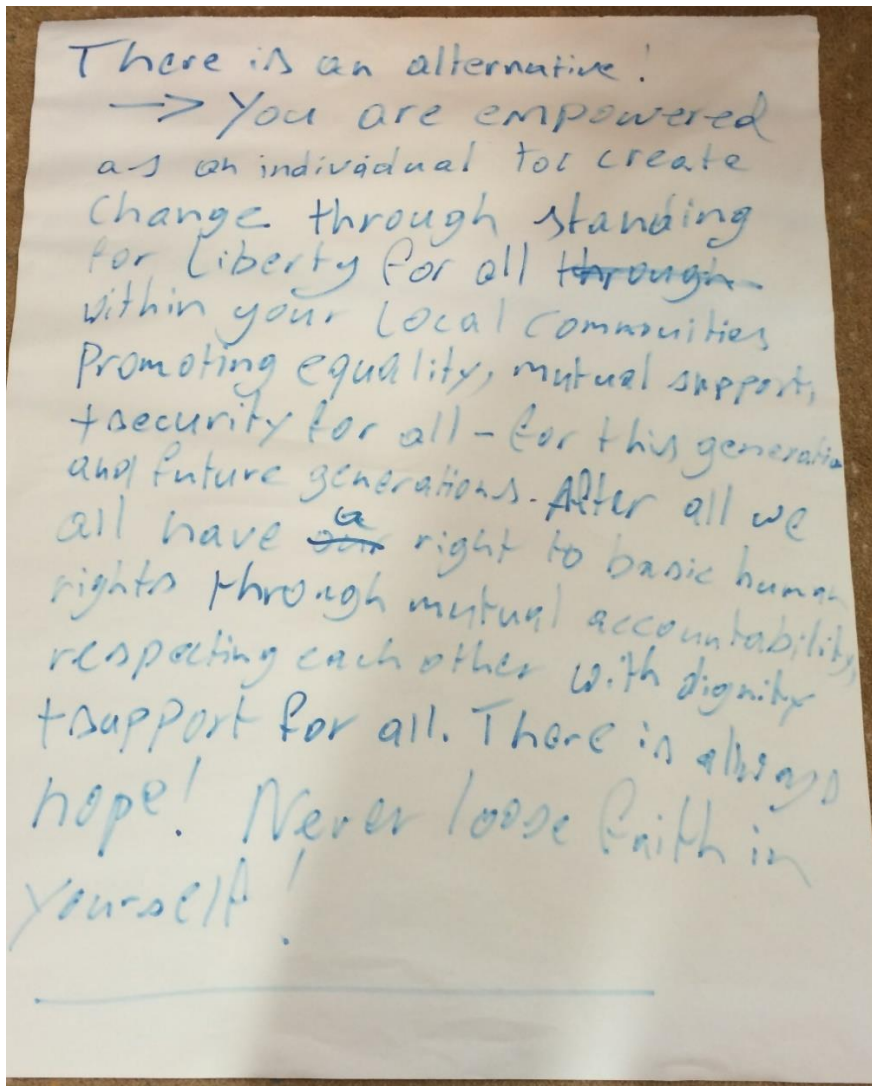 There is an alternative!
→ You are empowered
as an individual to create
change through standing
for Liberty for all through
within your Local Communities
Promoting equality, mutual support,
+ security for all - for this generation
and future generations. After all we
all have our a right to basic human
rights through mutual accountability,
respecting each other with dignity
+ support for all. There is always
hope! Never loose faith in
yourself!